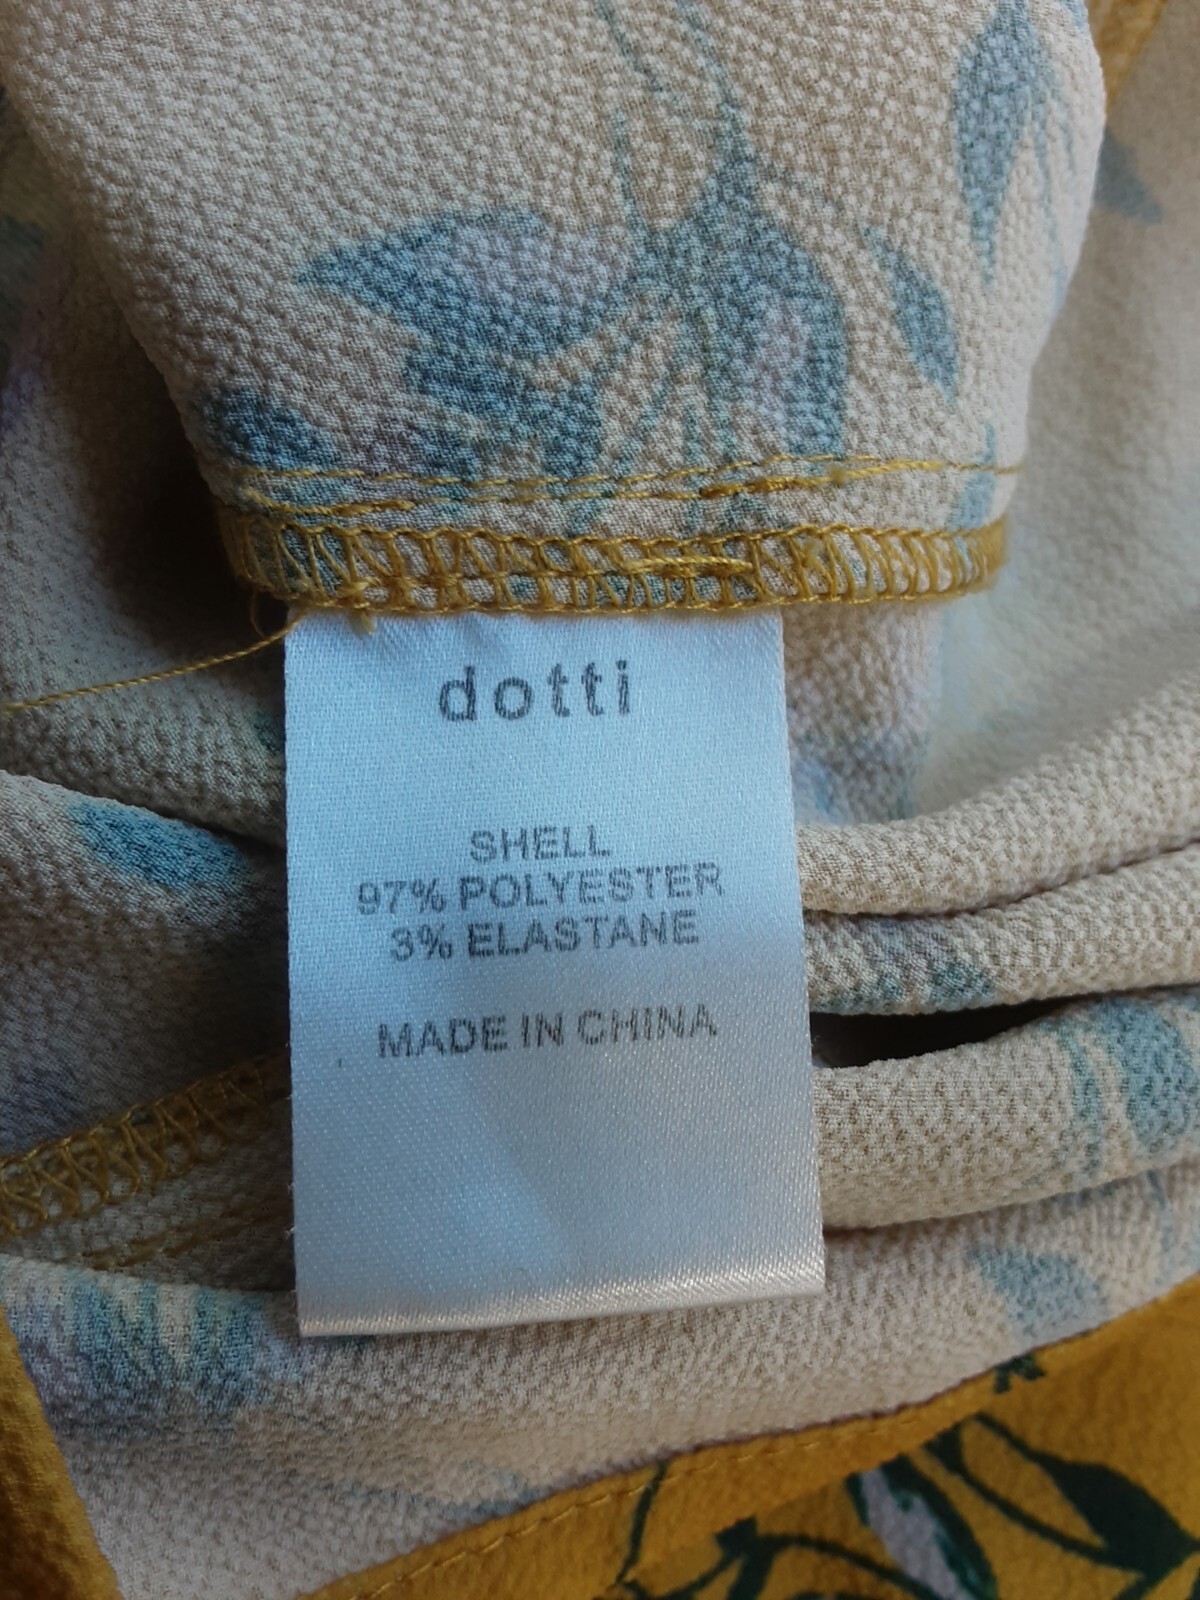 dotti
SHELL
97% POLYESTER
3% ELASTANE
MADE IN CHINA